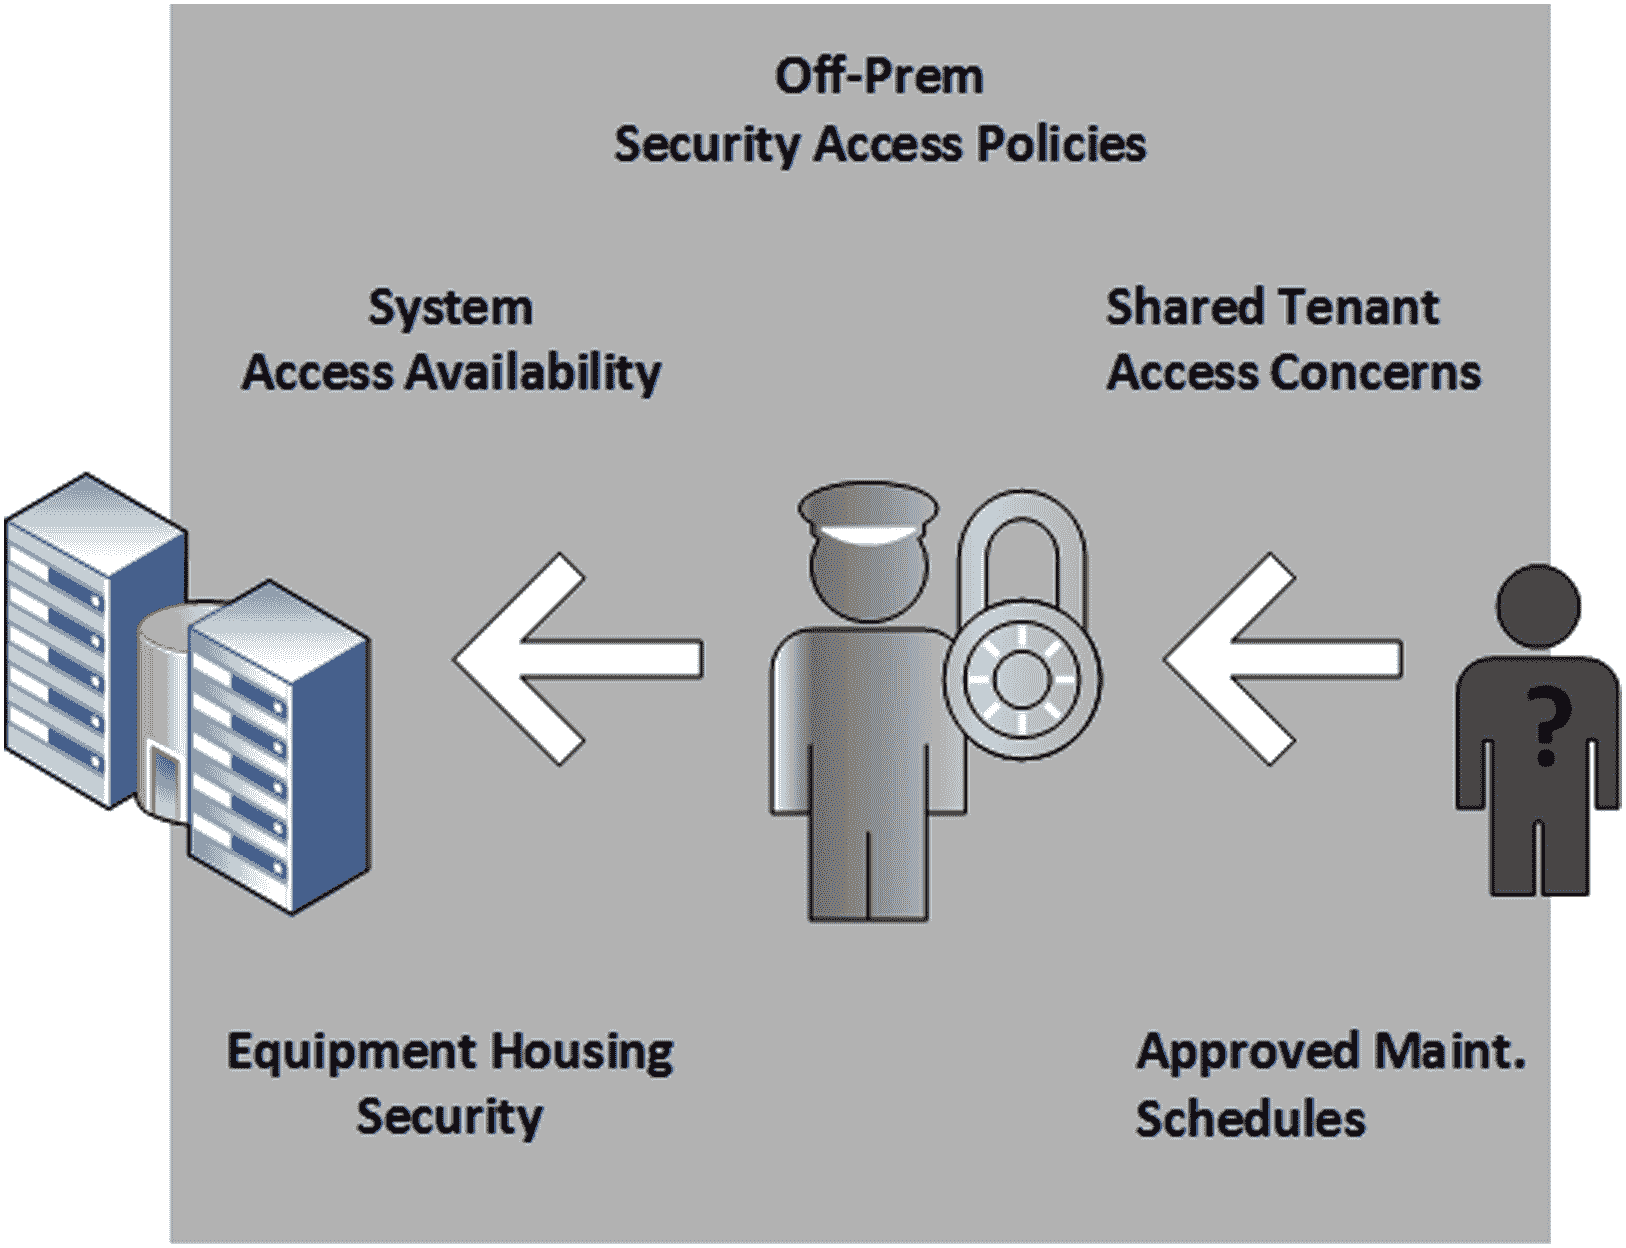 Off-Prem
Security Access Policies
System
Access Availability
Shared Tenant
Access Concerns
?
Equipment Housing
Security
Approved Maint.
Schedules